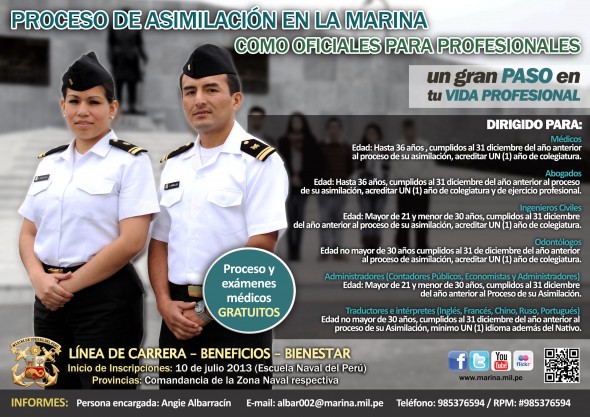 PROCESO DE ASIMILACIÓN EN LA MARINA
COMO OFICIALES PARA PROFESIONALES
un gran PASO en
tu VIDA PROFESIONAL
DIRIGIDO PARA:
Médicos
Edad: Hasta 36 años , cumplidos al 31 diciembre del año anterior
al proceso de su asimilación, acreditar UN (1) año de colegiatura.
Abogados
Edad: Hasta 36 años, cumplidos al 31 diciembre del año anterior al proceso
de su asimilación, acreditar UN (1) año de colegiatura y de ejercicio profesional.
Ingenieros Civiles
Edad: Mayor de 21 y menor de 30 años, cumplidos al 31 diciembre
del año anterior al proceso de su asimilación, acreditar UN (1) año de colegiatura.
Odontólogos
Edad no mayor de 30 años cumplidos al 31 de diciembre del año anterior
al proceso de asimilación, acreditar UN (1) año de colegiatura.
Administradores (Contadores Públicos, Economistas y Administradores)
Edad: Mayor de 21 y menor de 30 años, cumplidos al 31 diciembre
del año anterior al Proceso de su Asimilación.
Traductores e intérpretes (Inglés, Francés, Chino, Ruso, Portugués)
Edad no mayor de 30 años, cumplidos al 31 diciembre del año anterior al
proceso de su Asimilación, mínimo UN (1) idioma además del Nativo.
Proceso y
exámenes
médicos
GRATUITOS
LÍNEA DE CARRERA – BENEFICIOS – BIENESTAR
Inicio de Inscripciones: 10 de julio 2013 (Escuela Naval del Perú)
Provincias: Comandancia de la Zona Naval respectiva
You
Tube
flickr
www.marina.mil.pe
INFORMES: Persona encargada: Angie Albarracín E-mail: albar002@marina.mil.pe Teléfono: 985376594 / RPM: #985376594